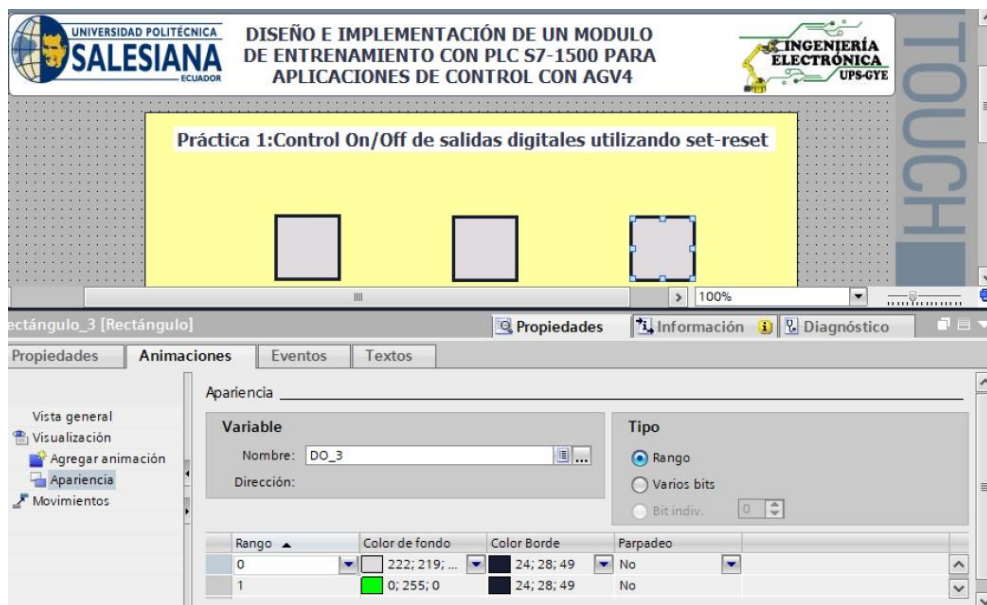 UNIVERSIDAD POLITÉCNICA
SALESIANA
ECUADOR
DISEÑO E IMPLEMENTACIÓN DE UN MODULO
DE ENTRENAMIENTO CON PLC S7-1500 PARA
APLICACIONES DE CONTROL CON AGV4
INGENIERÍA
ELECTRÓNICA
UPS-GYE
TOUCH
Práctica 1:Control On/Off de salidas digitales utilizando set-reset
100%
ectángulo_3 [Rectángulo]
Propiedades
Información
Diagnóstico
Propiedades
Animaciones
Eventos
Textos
Vista general
Visualización
Agregar animación
Apariencia
Movimientos
Apariencia
Variable
Nombre: DO_3
Dirección:
Tipo
Rango
Varios bits
Bit indiv. 0
Rango Color de fondo Color Borde Parpadeo
0 222; 219; ... 24; 28; 49 No
1 0; 255; 0 24; 28; 49 No